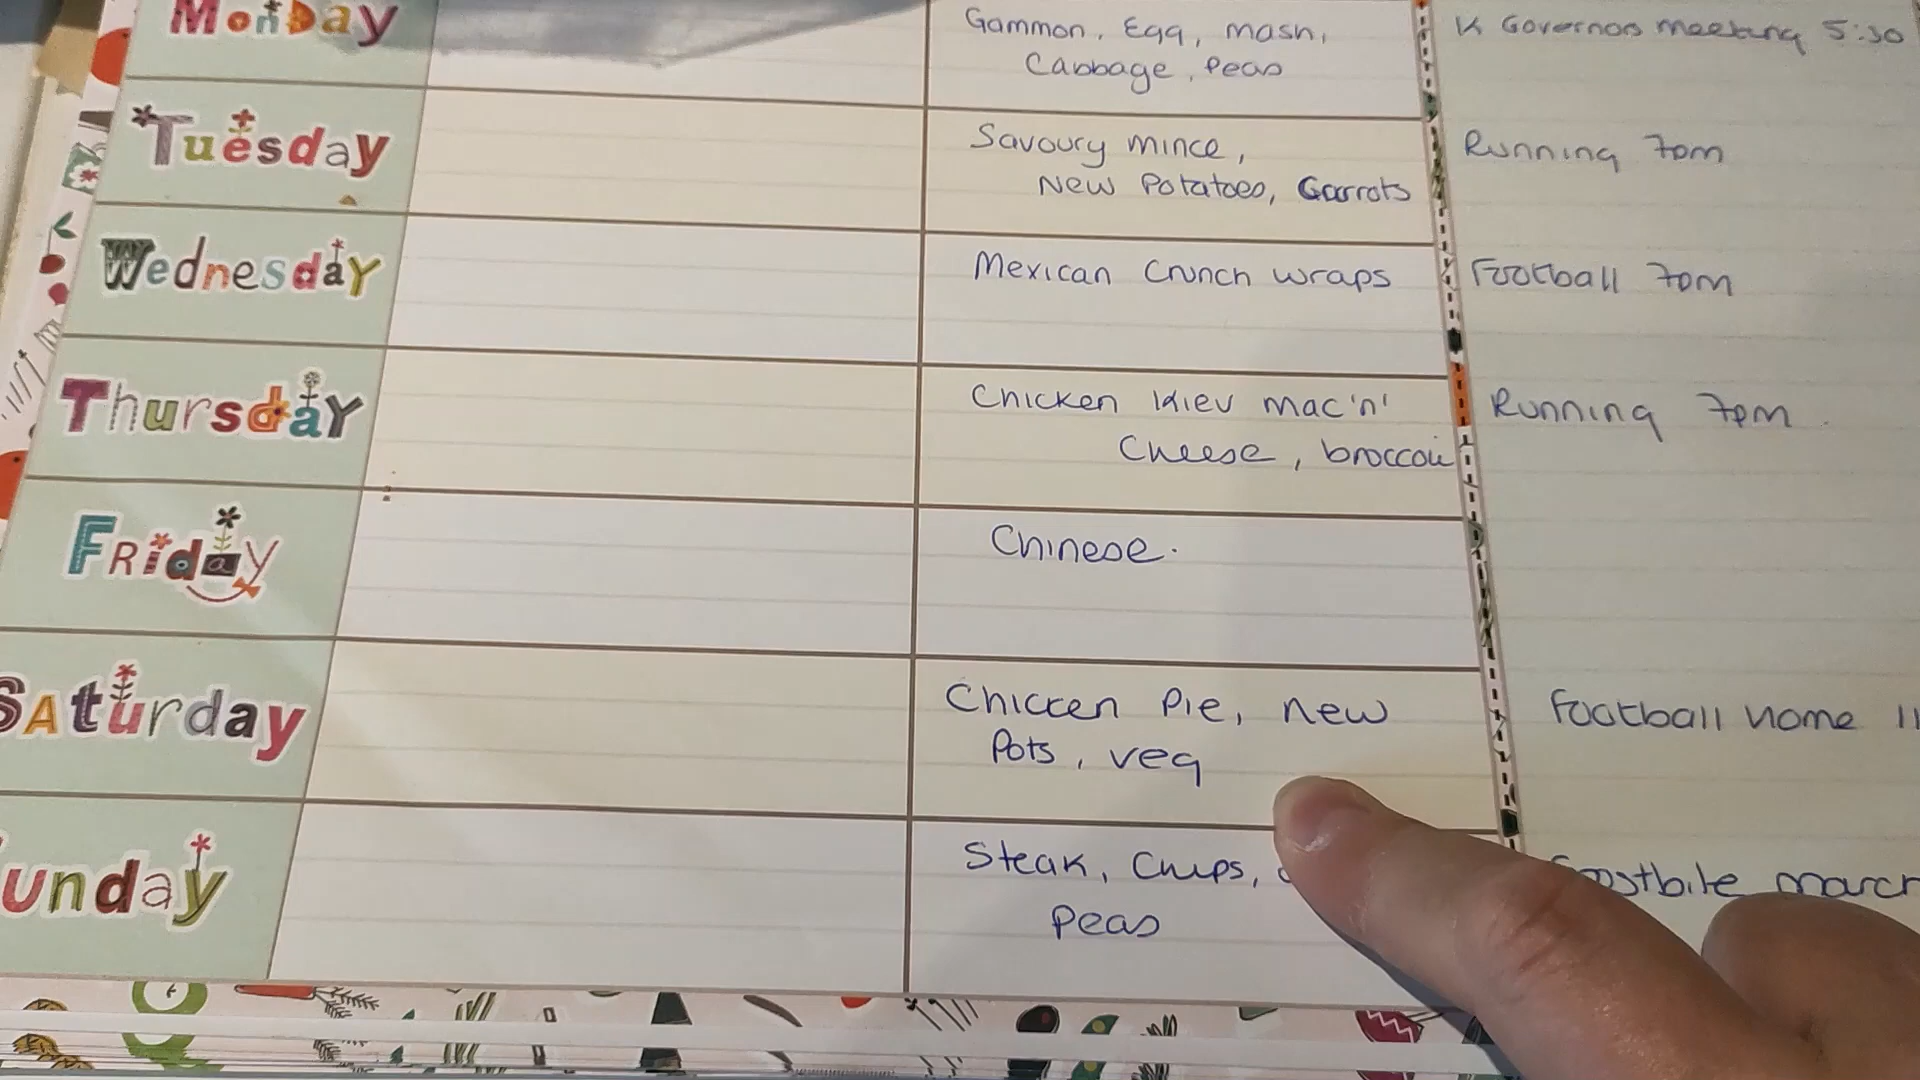 Monday
Gammon, Egg, mash,
Cabbage, Peas
K Governors meeting 5:30
Tuesday
Savoury mince,
New Potatoes, Carrots
Running 7pm
Wednesday
Mexican Crunch wraps
Football 7pm
Thursday
Chicken Kiev mac'n'
Cheese, broccoli
Running 7pm.
Friday
Chinese.
Saturday
Chicken Pie, new
Pots, veg
Football home 11
unday
Steak, Chips,
Peas
march